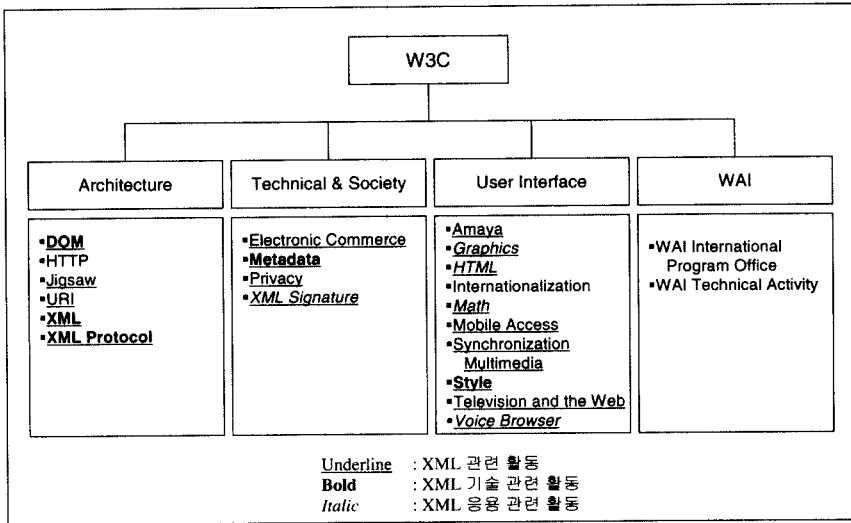 W3C
Architecture
Technical & Society
User Interface
WAI
▪DOM
▪HTTP
▪Jigsaw
▪URI
▪XML
▪XML Protocol
▪Electronic Commerce
▪Metadata
▪Privacy
▪XML Signature
▪Amaya
▪Graphics
▪HTML
▪Internationalization
▪Math
▪Mobile Access
▪Synchronization
Multimedia
▪Style
▪Television and the Web
▪Voice Browser
▪WAI International
Program Office
▪WAI Technical Activity
Underline : XML 관련 활동
Bold : XML 기술 관련 활동
Italic : XML 응용 관련 활동